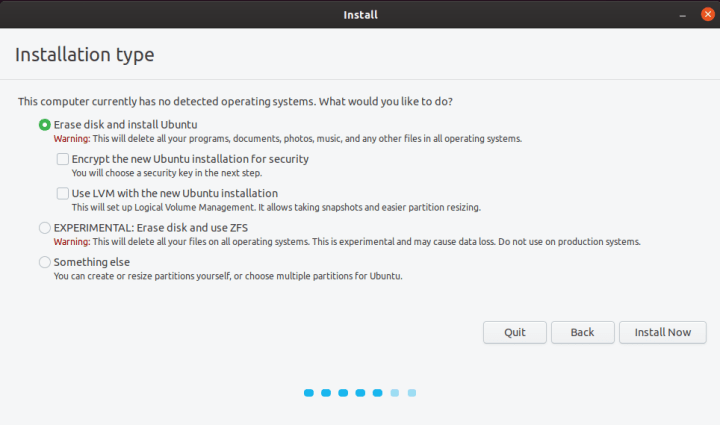 Install
Installation type
This computer currently has no detected operating systems. What would you like to do?
Erase disk and install Ubuntu
Warning: This will delete all your programs, documents, photos, music, and any other files in all operating systems.
Encrypt the new Ubuntu installation for security
You will choose a security key in the next step.
Use LVM with the new Ubuntu installation
This will set up Logical Volume Management. It allows taking snapshots and easier partition resizing.
EXPERIMENTAL: Erase disk and use ZFS
Warning: This will delete all your files on all operating systems. This is experimental and may cause data loss. Do not use on production systems.
Something else
You can create or resize partitions yourself, or choose multiple partitions for Ubuntu.
Quit
Back
Install Now